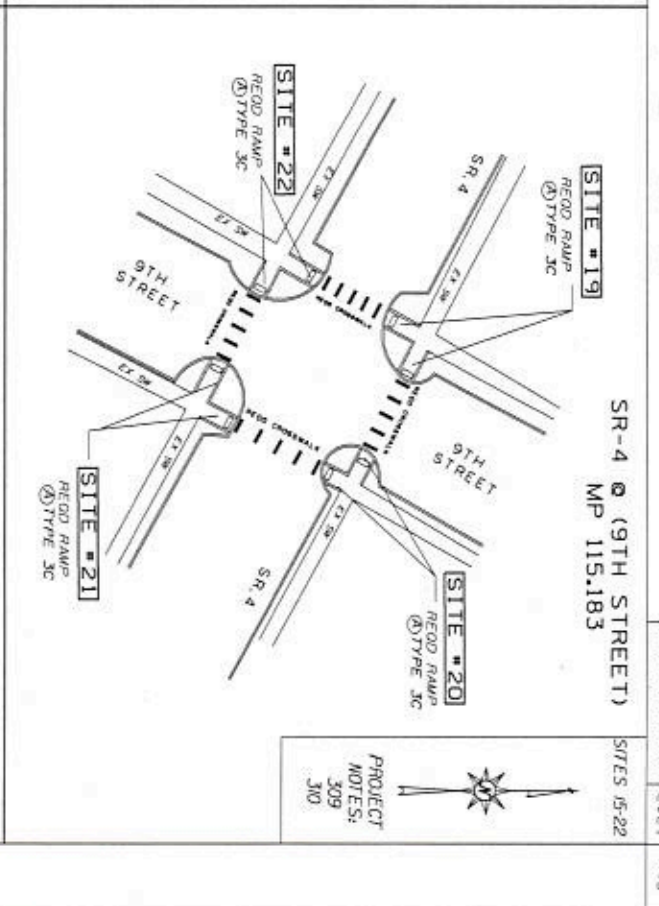 SITES 15-22
SR-4 @ (9TH STREET)
MP 115.183
SITE #19
REQD RAMP
Ⓐ TYPE 3C
SR. 4
EX SW
SITE #22
REQD RAMP
Ⓐ TYPE 3C
EX SW
EX SW
9TH
STREET
REQD CROSSWALK
REQD CROSSWALK
REQD CROSSWALK
REQD CROSSWALK
9TH
STREET
EX SW
EX SW
EX SW
SR. 4
SITE #20
REQD RAMP
Ⓐ TYPE 3C
SITE #21
REQD RAMP
Ⓐ TYPE 3C
N
PROJECT
NOTES:
309
310